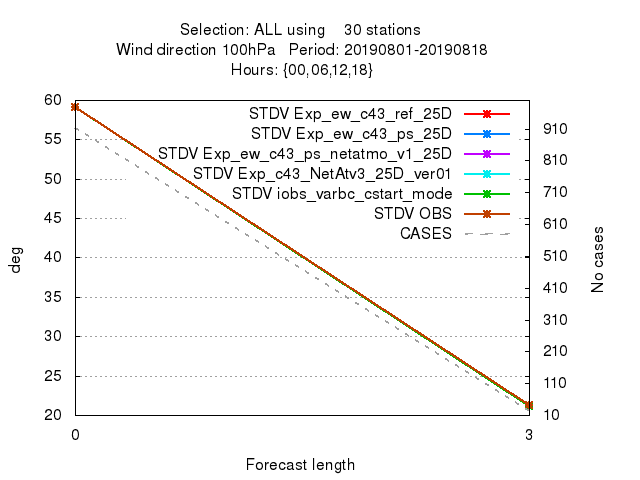 Selection: ALL using    30 stations
Wind direction 100hPa   Period: 20190801-20190818
Hours: {00,06,12,18}
STDV Exp_ew_c43_ref_25D
STDV Exp_ew_c43_ps_25D
STDV Exp_ew_c43_ps_netatmo_v1_25D
STDV Exp_c43_NetAtv3_25D_ver01
STDV iobs_varbc_cstart_mode
STDV OBS
CASES
60
55
50
45
40
35
30
25
20
deg
910
810
710
610
510
410
310
210
110
10
No cases
0
3
Forecast length